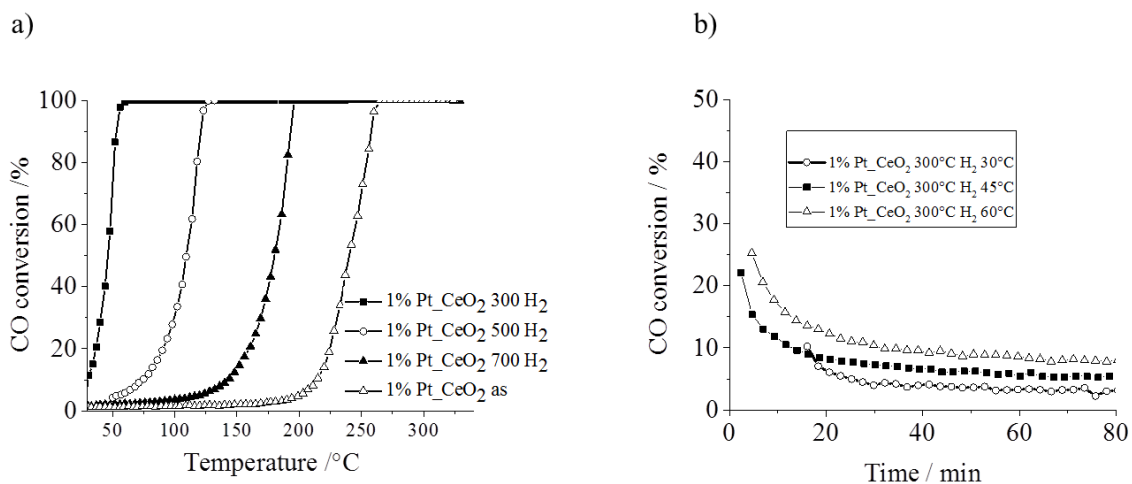 a)
CO conversion /%
100
80
60
40
20
0
1% Pt_CeO₂ 300 H₂
1% Pt_CeO₂ 500 H₂
1% Pt_CeO₂ 700 H₂
1% Pt_CeO₂ as
50 100 150 200 250 300
Temperature /°C
b)
CO conversion / %
50
40
30
20
10
0
1% Pt_CeO₂ 300°C H₂ 30°C
1% Pt_CeO₂ 300°C H₂ 45°C
1% Pt_CeO₂ 300°C H₂ 60°C
0 20 40 60 80
Time / min